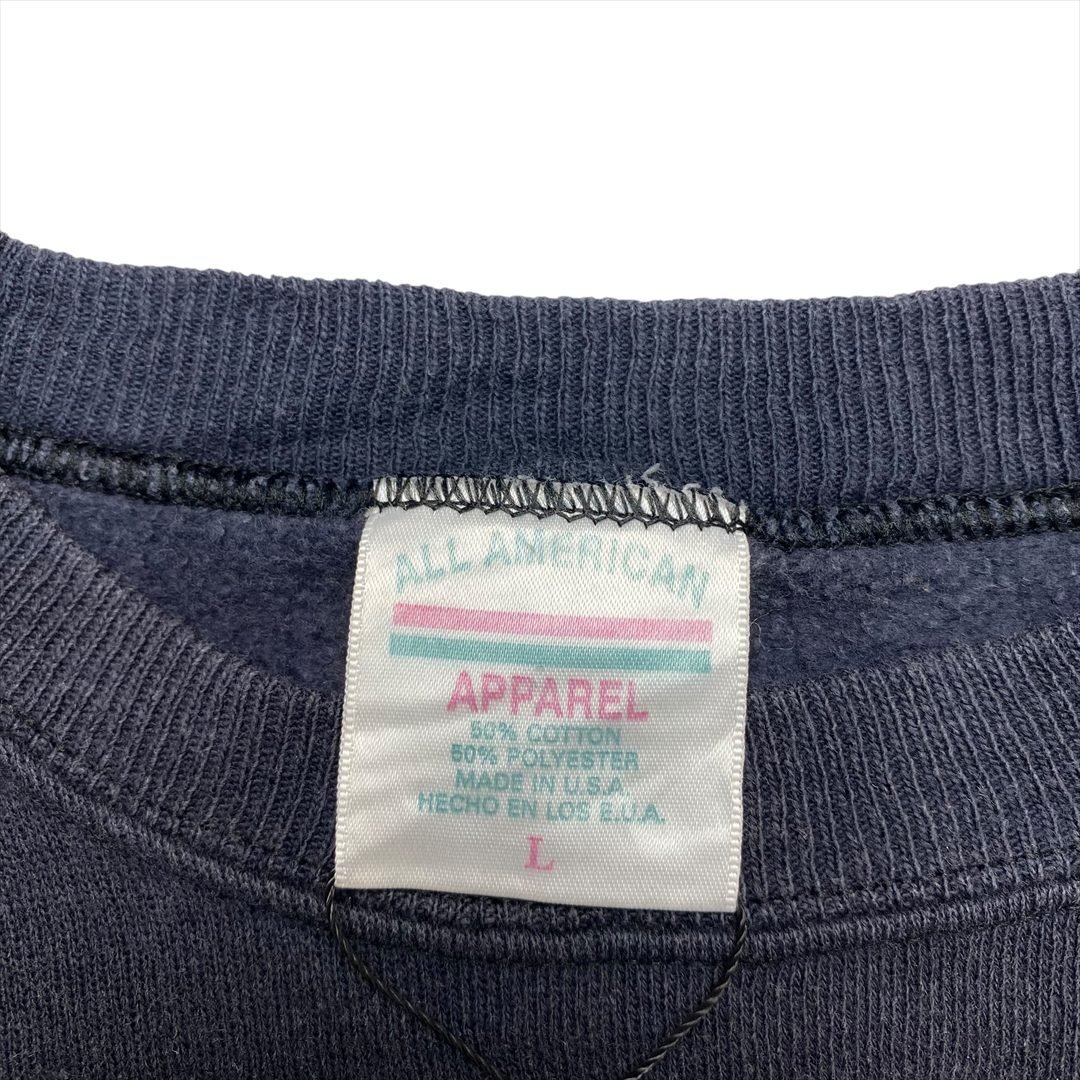 ALL AMERICAN
APPAREL
50% COTTON
50% POLYESTER
MADE IN U.S.A
HECHO EN LOS E.U.A.
L